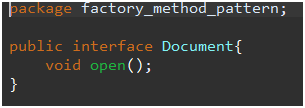 package factory_method_pattern;
public interface Document{
    void open();
}